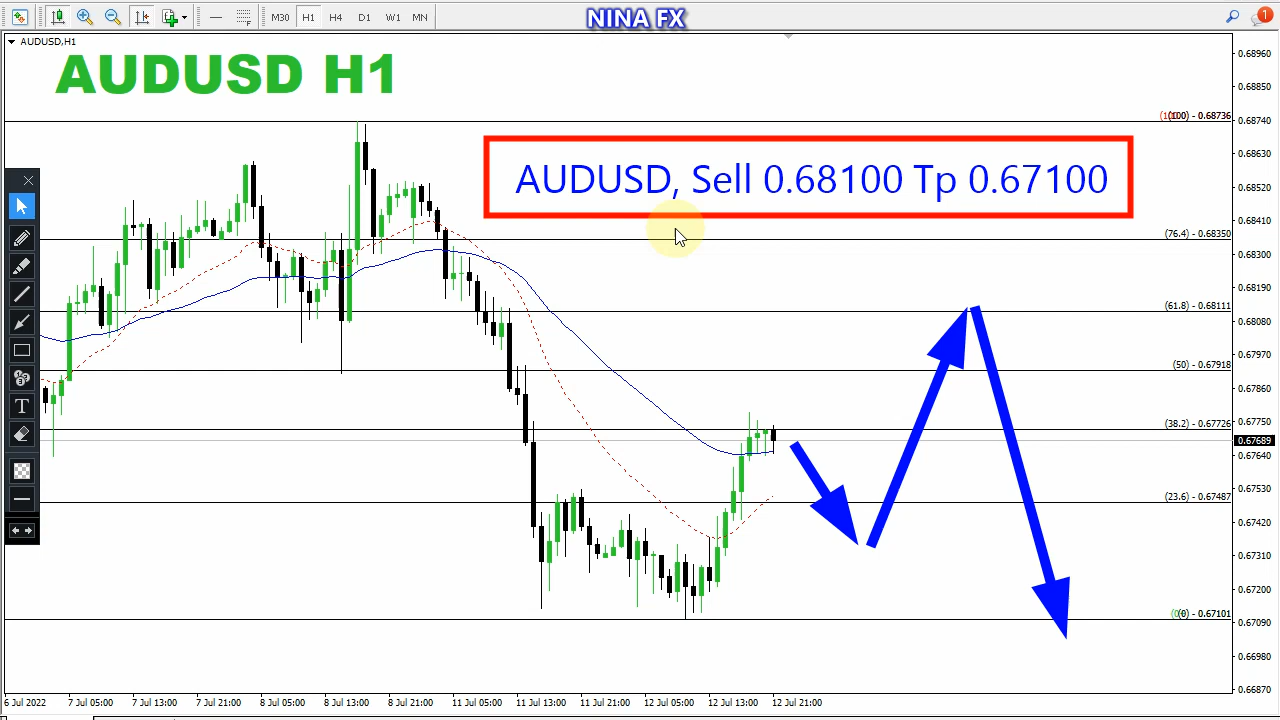 M30 H1 H4 D1 W1 MN
NINA FX
1
AUDUSD,H1
AUDUSD H1
AUDUSD, Sell 0.68100 Tp 0.67100
T
(100) - 0.68736
(76.4) - 0.68350
(61.8) - 0.68111
(50) - 0.67918
(38.2) - 0.67726
(23.6) - 0.67487
(0) - 0.67101
0.68960
0.68850
0.68740
0.68630
0.68520
0.68410
0.68300
0.68190
0.68080
0.67970
0.67860
0.67750
0.67689
0.67640
0.67530
0.67420
0.67310
0.67200
0.67090
0.66980
0.66870
6 Jul 2022
7 Jul 05:00
7 Jul 13:00
7 Jul 21:00
8 Jul 05:00
8 Jul 13:00
8 Jul 21:00
11 Jul 05:00
11 Jul 13:00
11 Jul 21:00
12 Jul 05:00
12 Jul 13:00
12 Jul 21:00